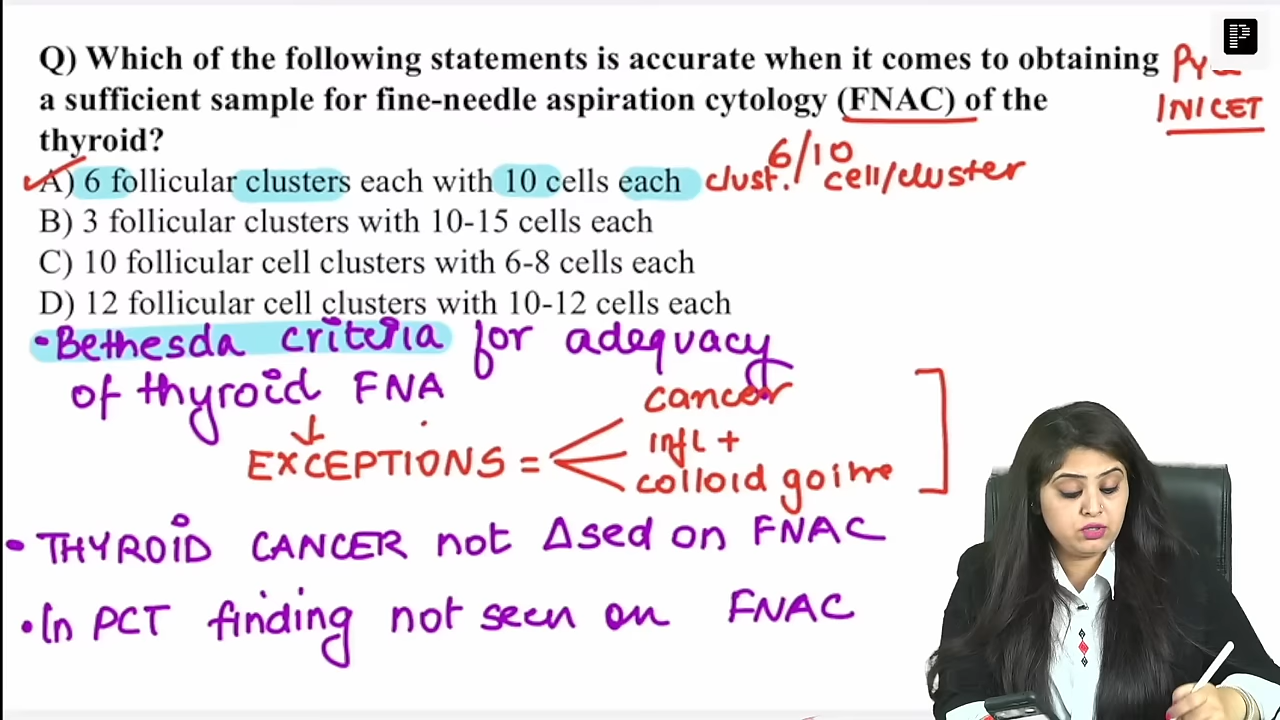 Q) Which of the following statements is accurate when it comes to obtaining
a sufficient sample for fine-needle aspiration cytology (FNAC) of the
thyroid?
PYQ
INICET
A) 6 follicular clusters each with 10 cells each
6/10
clust. cell/cluster
B) 3 follicular clusters with 10-15 cells each
C) 10 follicular cell clusters with 6-8 cells each
D) 12 follicular cell clusters with 10-12 cells each
• Bethesda criteria for adequacy
of thyroid FNA
↓
EXCEPTIONS =
cancer
infl +
colloid goitre
• THYROID CANCER not Δsed on FNAC
• In PCT finding not seen on FNAC